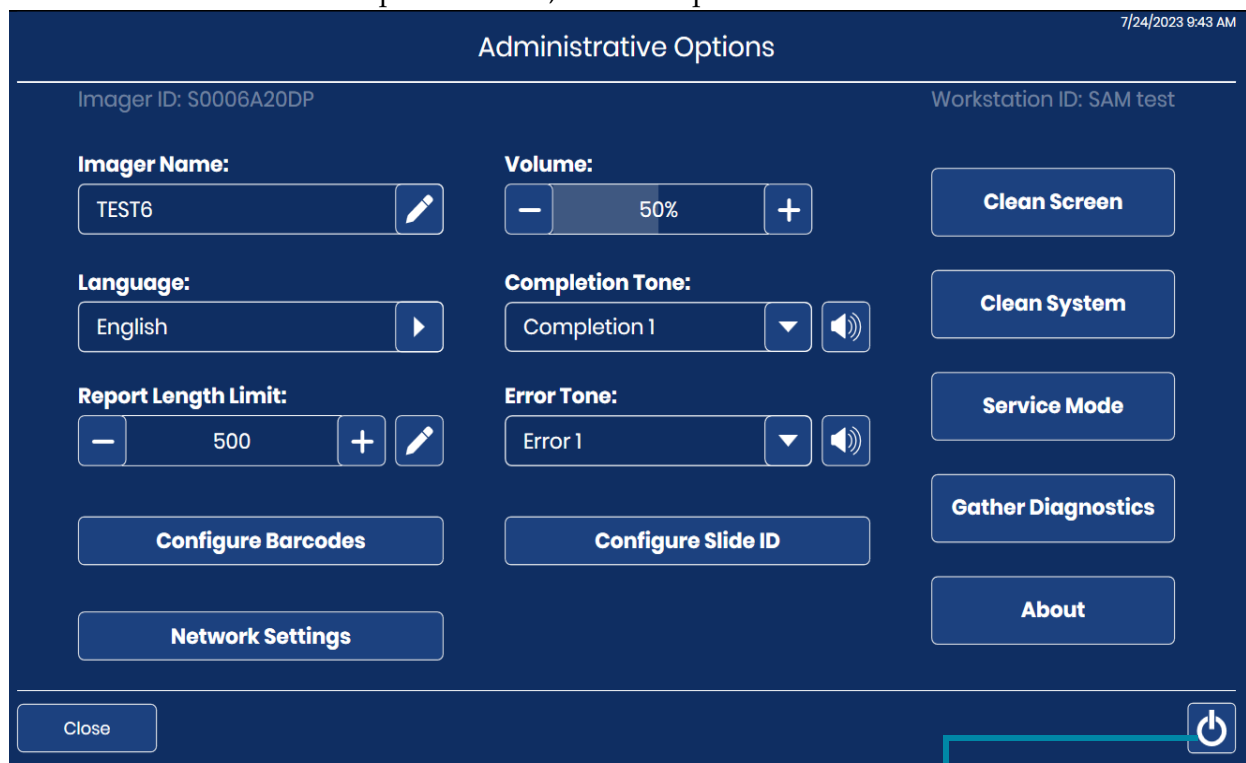 7/24/2023 9:43 AM
Administrative Options
Imager ID: S0006A20DP
Workstation ID: SAM test
Imager Name:
TEST6
Volume:
50%
Clean Screen
Language:
English
Completion Tone:
Completion 1
Clean System
Report Length Limit:
500
Error Tone:
Error 1
Service Mode
Configure Barcodes
Configure Slide ID
Gather Diagnostics
Network Settings
About
Close